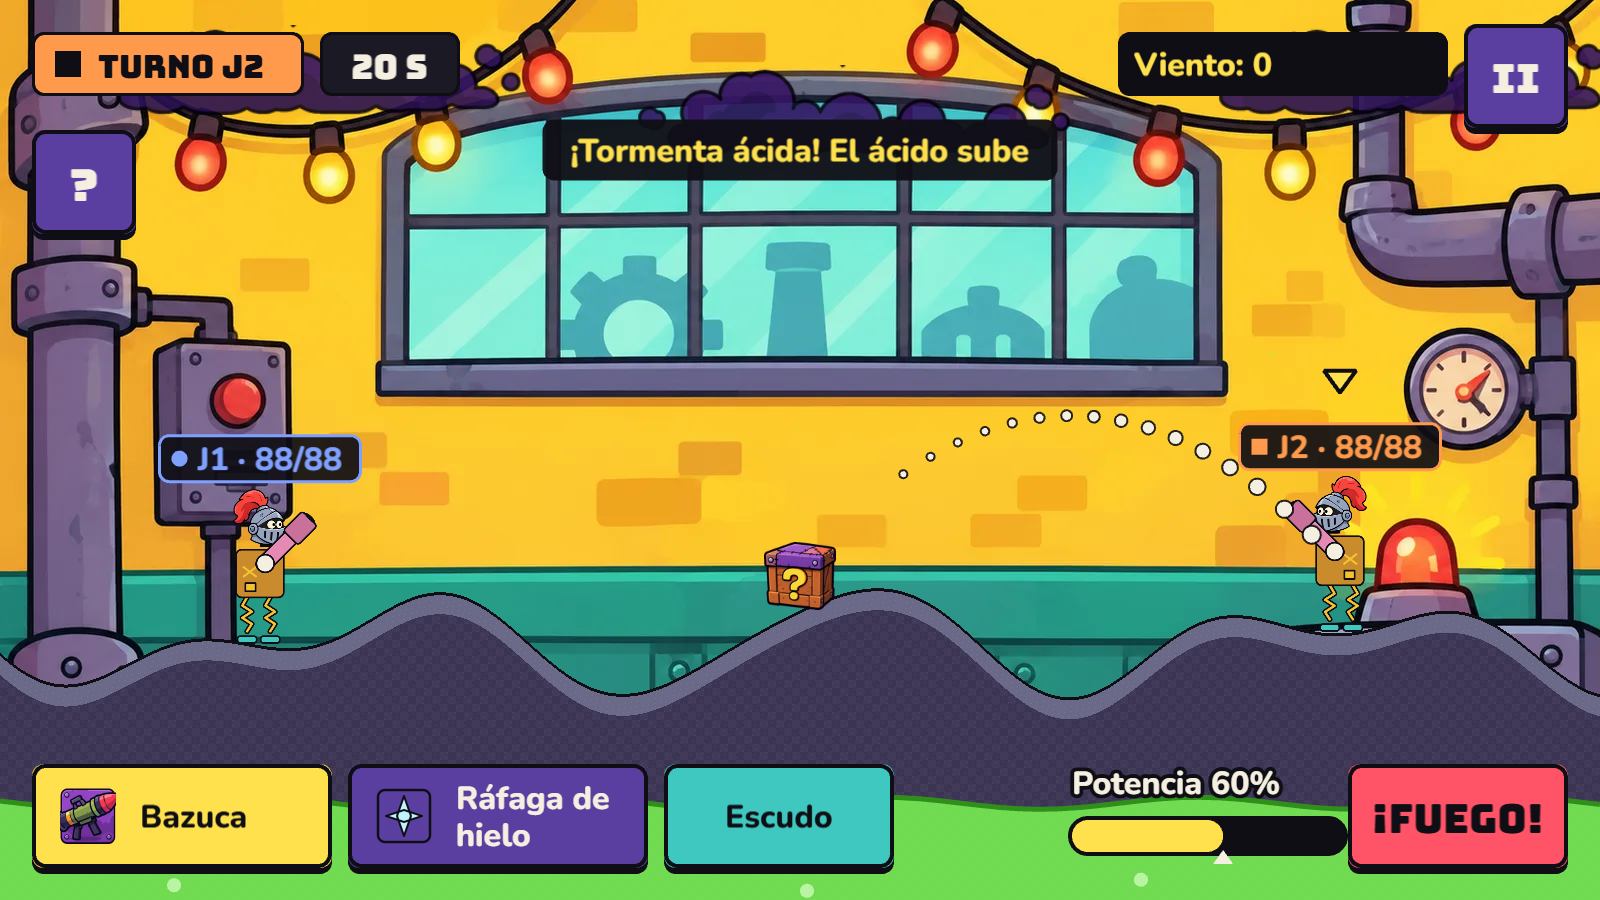 TURNO J2
20 S
Viento: 0
II
?
¡Tormenta ácida! El ácido sube
J1 · 88/88
J2 · 88/88
?
Bazuca
Ráfaga de
hielo
Escudo
Potencia 60%
¡FUEGO!